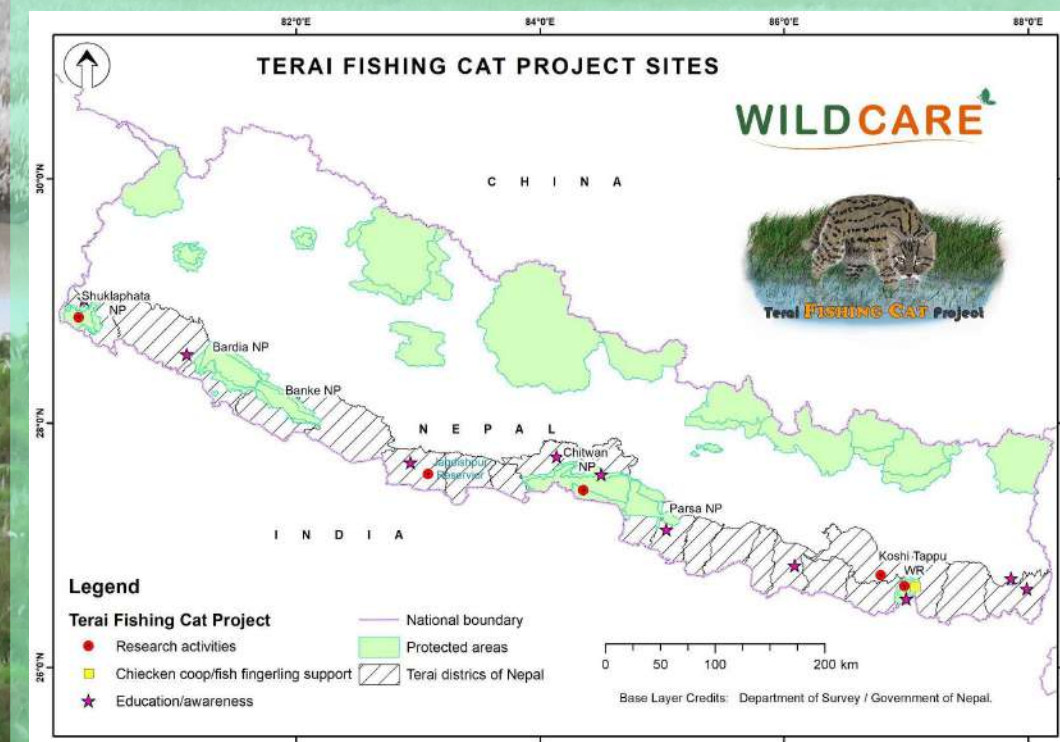 82°0'E 84°0'E 86°0'E 88°0'E
TERAI FISHING CAT PROJECT SITES
WILDCARE
30°0'N
C H I N A
Terai FISHING CAT Project
Shuklaphata
NP
Bardia NP
Banke NP
28°0'N
N E P A L
Jagdishpur
Reservoir
Chitwan
NP
Parsa NP
I N D I A
Koshi Tappu
WR
Legend
Terai Fishing Cat Project
Research activities
Chiecken coop/fish fingerling support
Education/awareness
National boundary
Protected areas
Terai districs of Nepal
26°0'N
0 50 100 200 km
Base Layer Credits: Department of Survey / Government of Nepal.